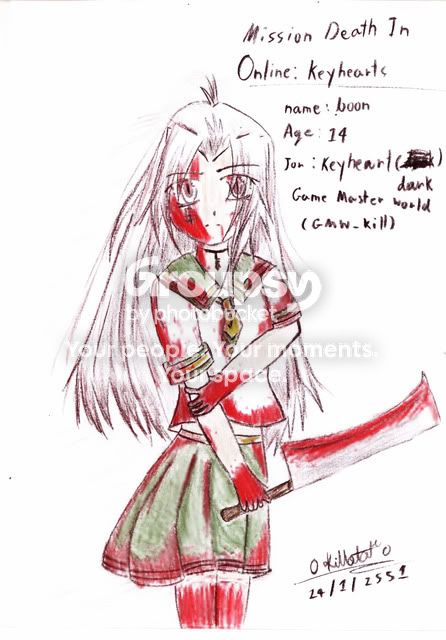 Mission Death In
Online: Keyhearts
name: boon
Age: 14
Jon: Keyheart( )
dark
Game Master world
(GMW_Kill)
Groupsy
by photobucket
Your people. Your moments.
Your space.
24/1/2551